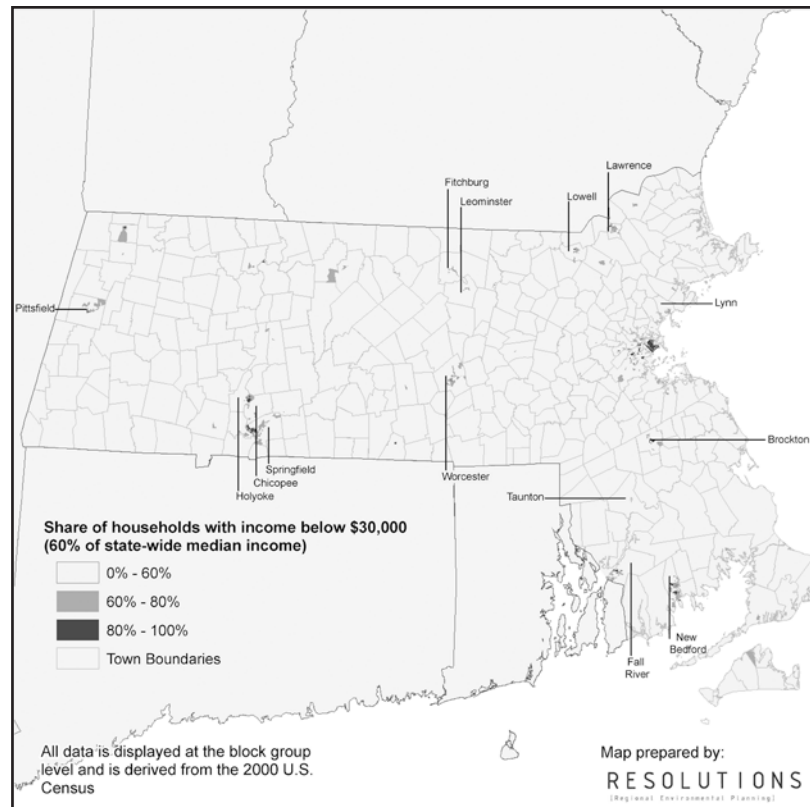 Lawrence
Fitchburg
Lowell
Leominster
Pittsfield
Lynn
Brockton
Springfield
Chicopee
Holyoke
Worcester
Taunton
Share of households with income below $30,000
(60% of state-wide median income)
0% - 60%
60% - 80%
80% - 100%
Town Boundaries
New
Bedford
Fall
River
All data is displayed at the block group
level and is derived from the 2000 U.S.
Census
Map prepared by:
RESOLUTIONS
[Regional Environmental Planning]